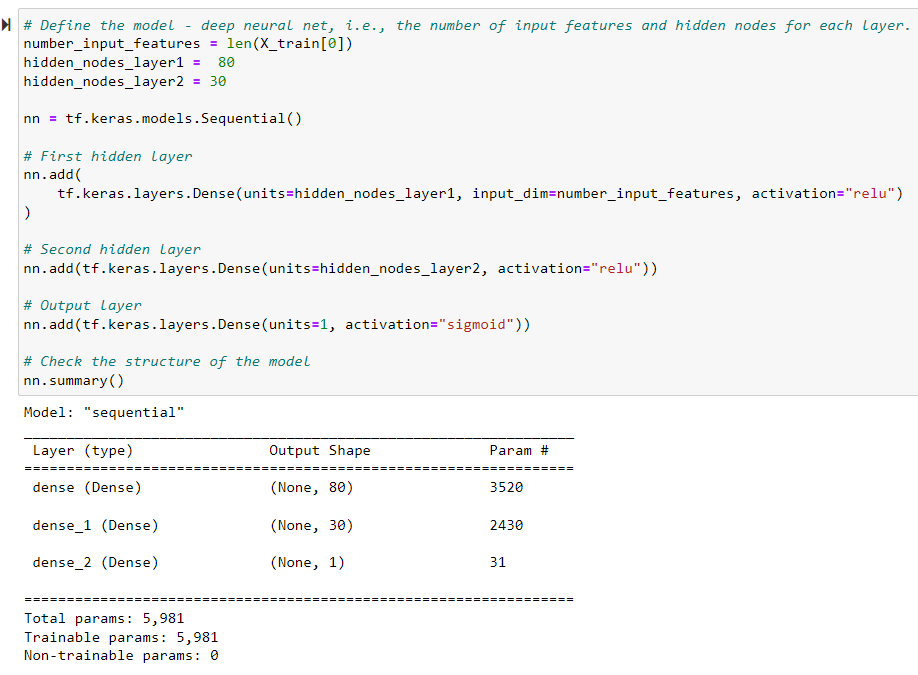 # Define the model - deep neural net, i.e., the number of input features and hidden nodes for each layer.
number_input_features = len(X_train[0])
hidden_nodes_layer1 =  80
hidden_nodes_layer2 = 30
nn = tf.keras.models.Sequential()
# First hidden layer
nn.add(
    tf.keras.layers.Dense(units=hidden_nodes_layer1, input_dim=number_input_features, activation="relu")
)
# Second hidden layer
nn.add(tf.keras.layers.Dense(units=hidden_nodes_layer2, activation="relu"))
# Output layer
nn.add(tf.keras.layers.Dense(units=1, activation="sigmoid"))
# Check the structure of the model
nn.summary()
Model: "sequential"
_________________________________________________________________
 Layer (type)                Output Shape              Param #
=================================================================
 dense (Dense)               (None, 80)                3520
 dense_1 (Dense)             (None, 30)                2430
 dense_2 (Dense)             (None, 1)                 31
=================================================================
Total params: 5,981
Trainable params: 5,981
Non-trainable params: 0